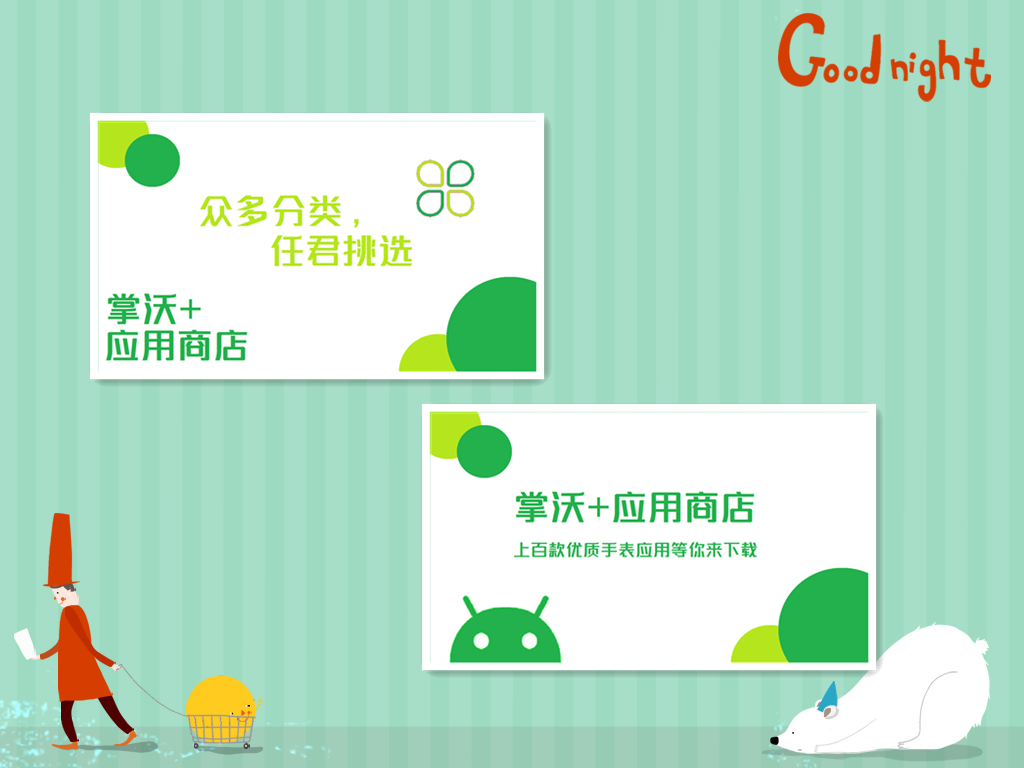 Good night
众多分类，
任君挑选
掌沃+
应用商店
掌沃+应用商店
上百款优质手表应用等你来下载